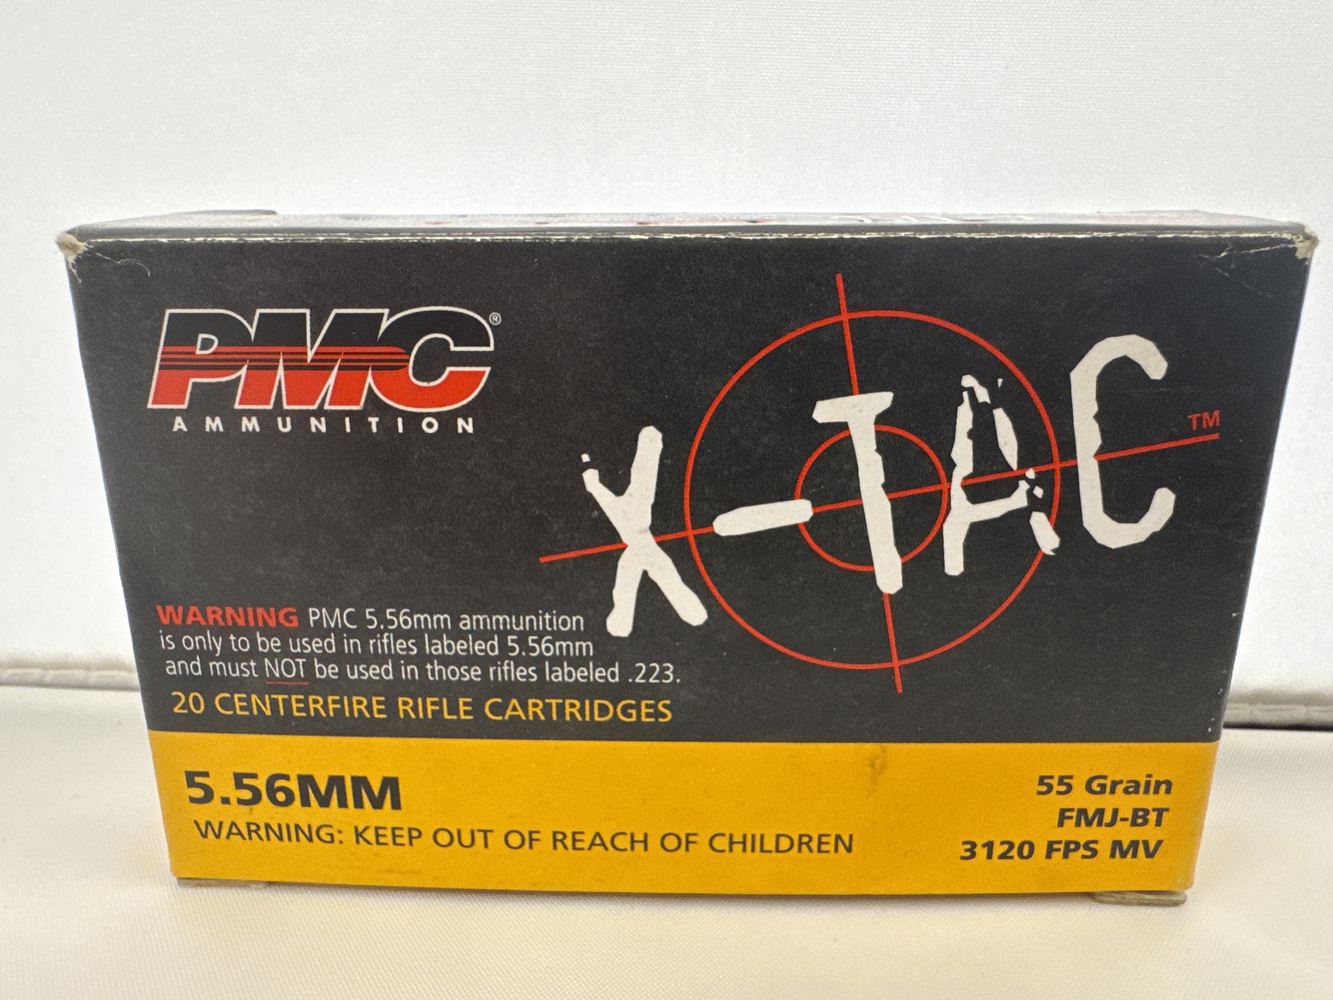 PMC®
AMMUNITION
X-TAC™
WARNING PMC 5.56mm ammunition
is only to be used in rifles labeled 5.56mm
and must NOT be used in those rifles labeled .223.
20 CENTERFIRE RIFLE CARTRIDGES
5.56MM
WARNING: KEEP OUT OF REACH OF CHILDREN
55 Grain
FMJ-BT
3120 FPS MV